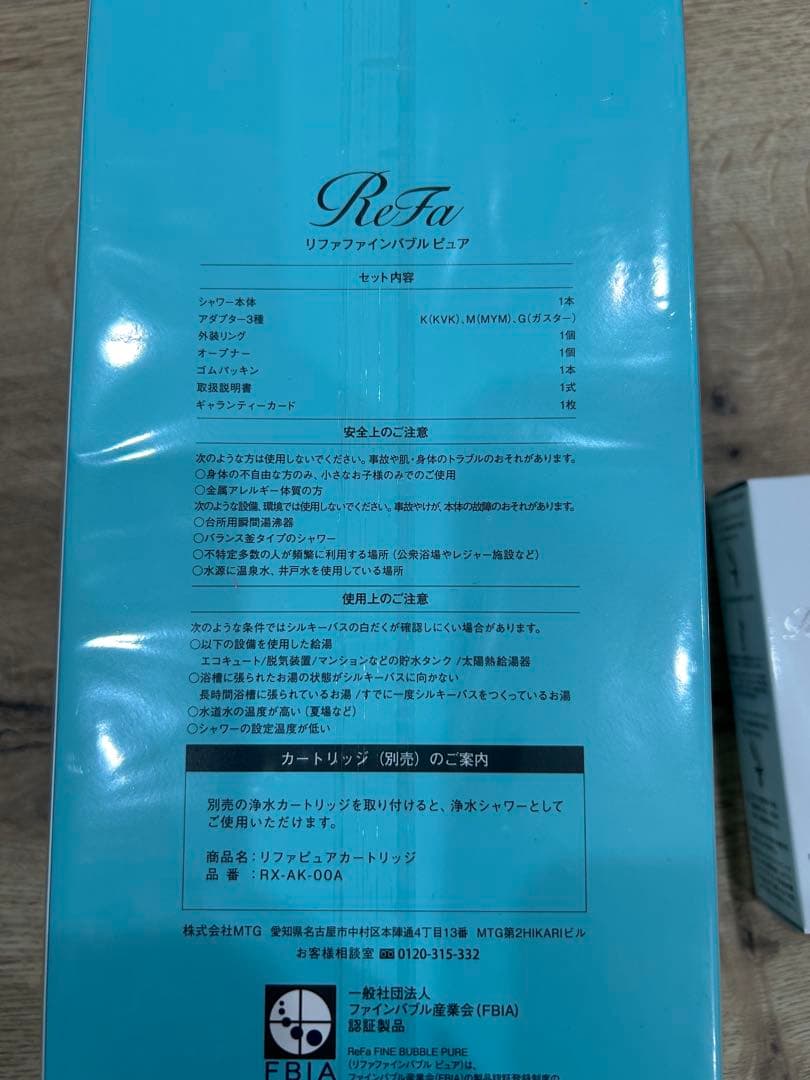 ReFa
リファファインバブル ピュア
セット内容
シャワー本体 1本
アダプター3種 K(KVK)、M(MYM)、G(ガスター)
外装リング 1個
オープナー 1個
ゴムパッキン 1本
取扱説明書 1式
ギャランティーカード 1枚
安全上のご注意
次のような方は使用しないでください。事故や肌・身体のトラブルのおそれがあります。
○身体の不自由な方のみ、小さなお子様のみでのご使用
○金属アレルギー体質の方
次のような設備、環境では使用しないでください。事故やけが、本体の故障のおそれがあります。
○台所用瞬間湯沸器
○バランス釜タイプのシャワー
○不特定多数の人が頻繁に利用する場所(公衆浴場やレジャー施設など)
○水源に温泉水、井戸水を使用している場所
使用上のご注意
次のような条件ではシルキーバスの白だくが確認しにくい場合があります。
○以下の設備を使用した給湯
エコキュート/脱気装置/マンションなどの貯水タンク/太陽熱給湯器
○浴槽に張られたお湯の状態がシルキーバスに向かない
長時間浴槽に張られているお湯/すでに一度シルキーバスをつくっているお湯
○水道水の温度が高い(夏場など)
○シャワーの設定温度が低い
カートリッジ(別売)のご案内
別売の浄水カートリッジを取り付けると、浄水シャワーとして
ご使用いただけます。
商品名:リファピュアカートリッジ
品 番:RX-AK-00A
株式会社MTG 愛知県名古屋市中村区本陣通4丁目13番 MTG第2HIKARIビル
お客様相談室 0120-315-332
一般社団法人
ファインバブル産業会(FBIA)
認証製品
FBIA
ReFa FINE BUBBLE PURE
(リファファインバブル ピュア)は、
ファインバブル産業会(FBIA)の製品認証登録制度の